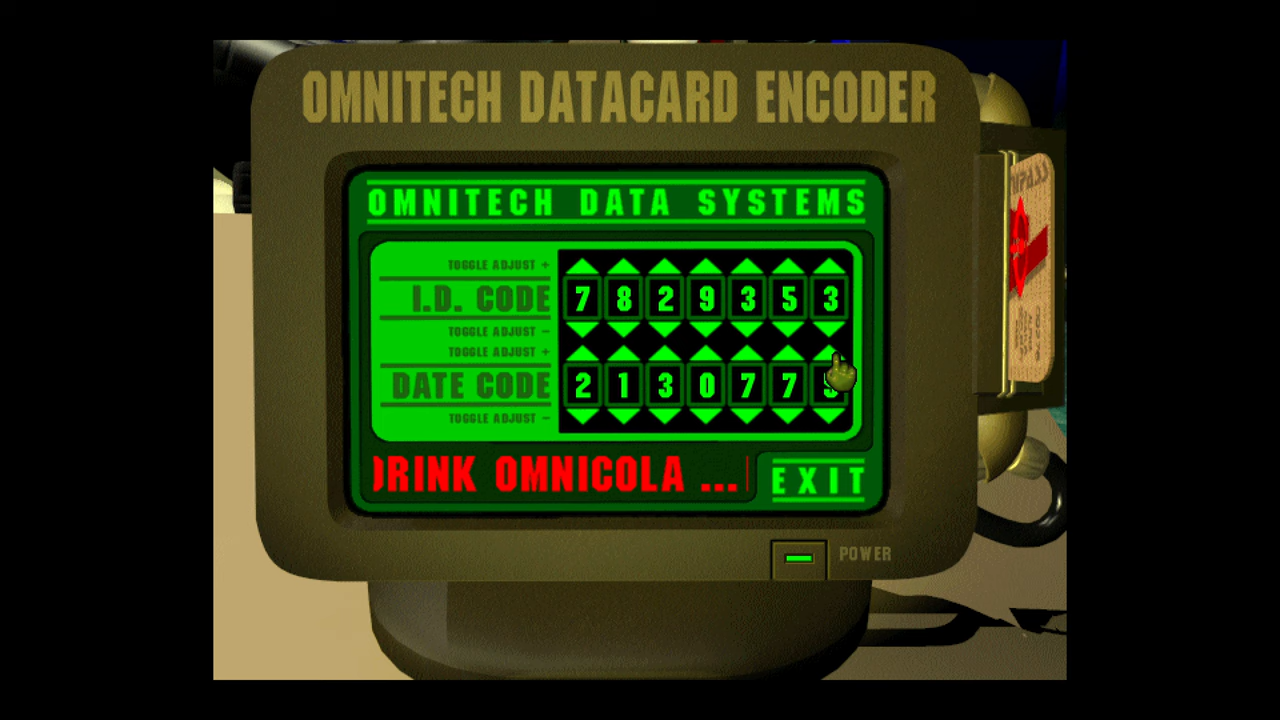 OMNITECH DATACARD ENCODER
OMNITECH DATA SYSTEMS
TOGGLE ADJUST +
I.D. CODE 7 8 2 9 3 5 3
TOGGLE ADJUST -
TOGGLE ADJUST +
DATE CODE 2 1 3 0 7 7
TOGGLE ADJUST -
DRINK OMNICOLA ...
EXIT
POWER